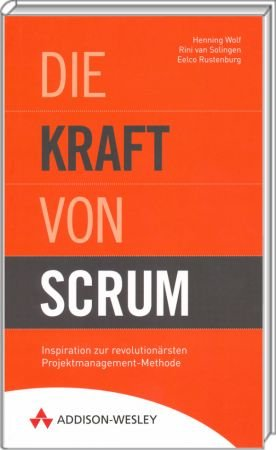 Henning Wolf
Rini van Solingen
Eelco Rustenburg
DIE
KRAFT
VON
SCRUM
Inspiration zur revolutionärsten
Projektmanagement-Methode
ADDISON-WESLEY